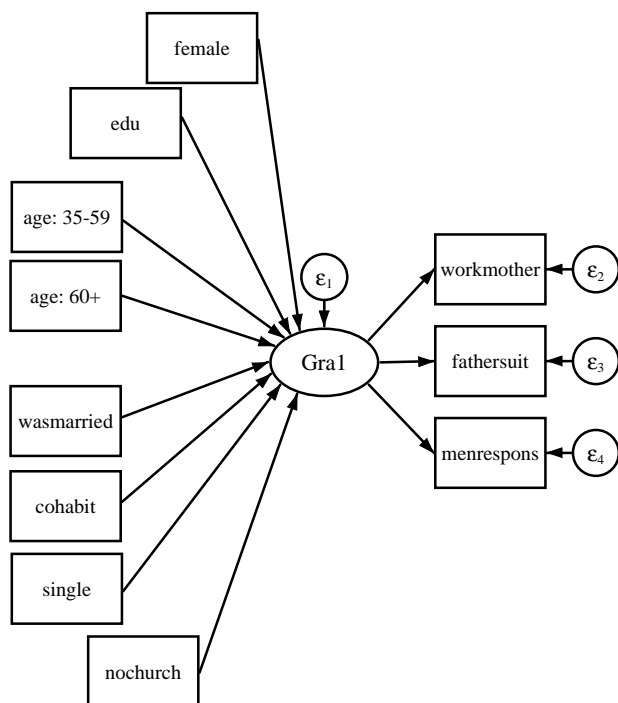 female
edu
age: 35-59
age: 60+
wasmarried
cohabit
single
nochurch
ε1
Gra1
workmother
ε2
fathersuit
ε3
menrespons
ε4